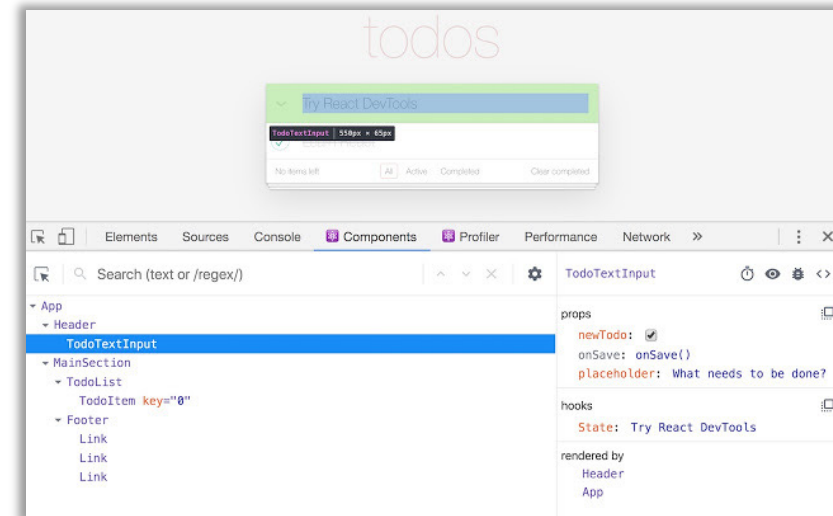 todos
Try React DevTools
TodoTextInput | 550px × 65px
No items left All Active Completed Clear completed
Elements Sources Console Components Profiler Performance Network »
Search (text or /regex/)
TodoTextInput
App
Header
TodoTextInput
MainSection
TodoList
TodoItem key="0"
Footer
Link
Link
Link
props
newTodo:
onSave: onSave()
placeholder: What needs to be done?
hooks
State: Try React DevTools
rendered by
Header
App